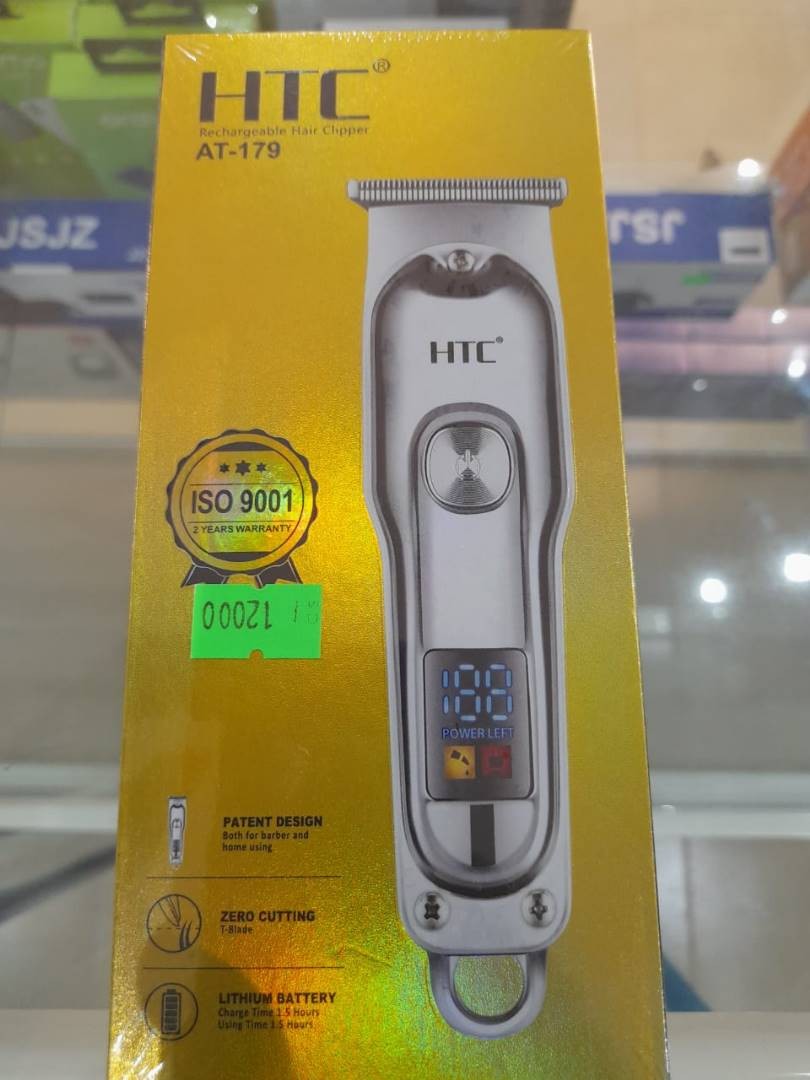 HTC®
Rechargeable Hair Clipper
AT-179
JSJZ
HTC®
ISO 9001
2 YEARS WARRANTY
12000
188
POWER LEFT
PATENT DESIGN
Both for barber and
home using
ZERO CUTTING
T-Blade
LITHIUM BATTERY
Charge Time 1.5 Hours
Using Time 1.5 Hours